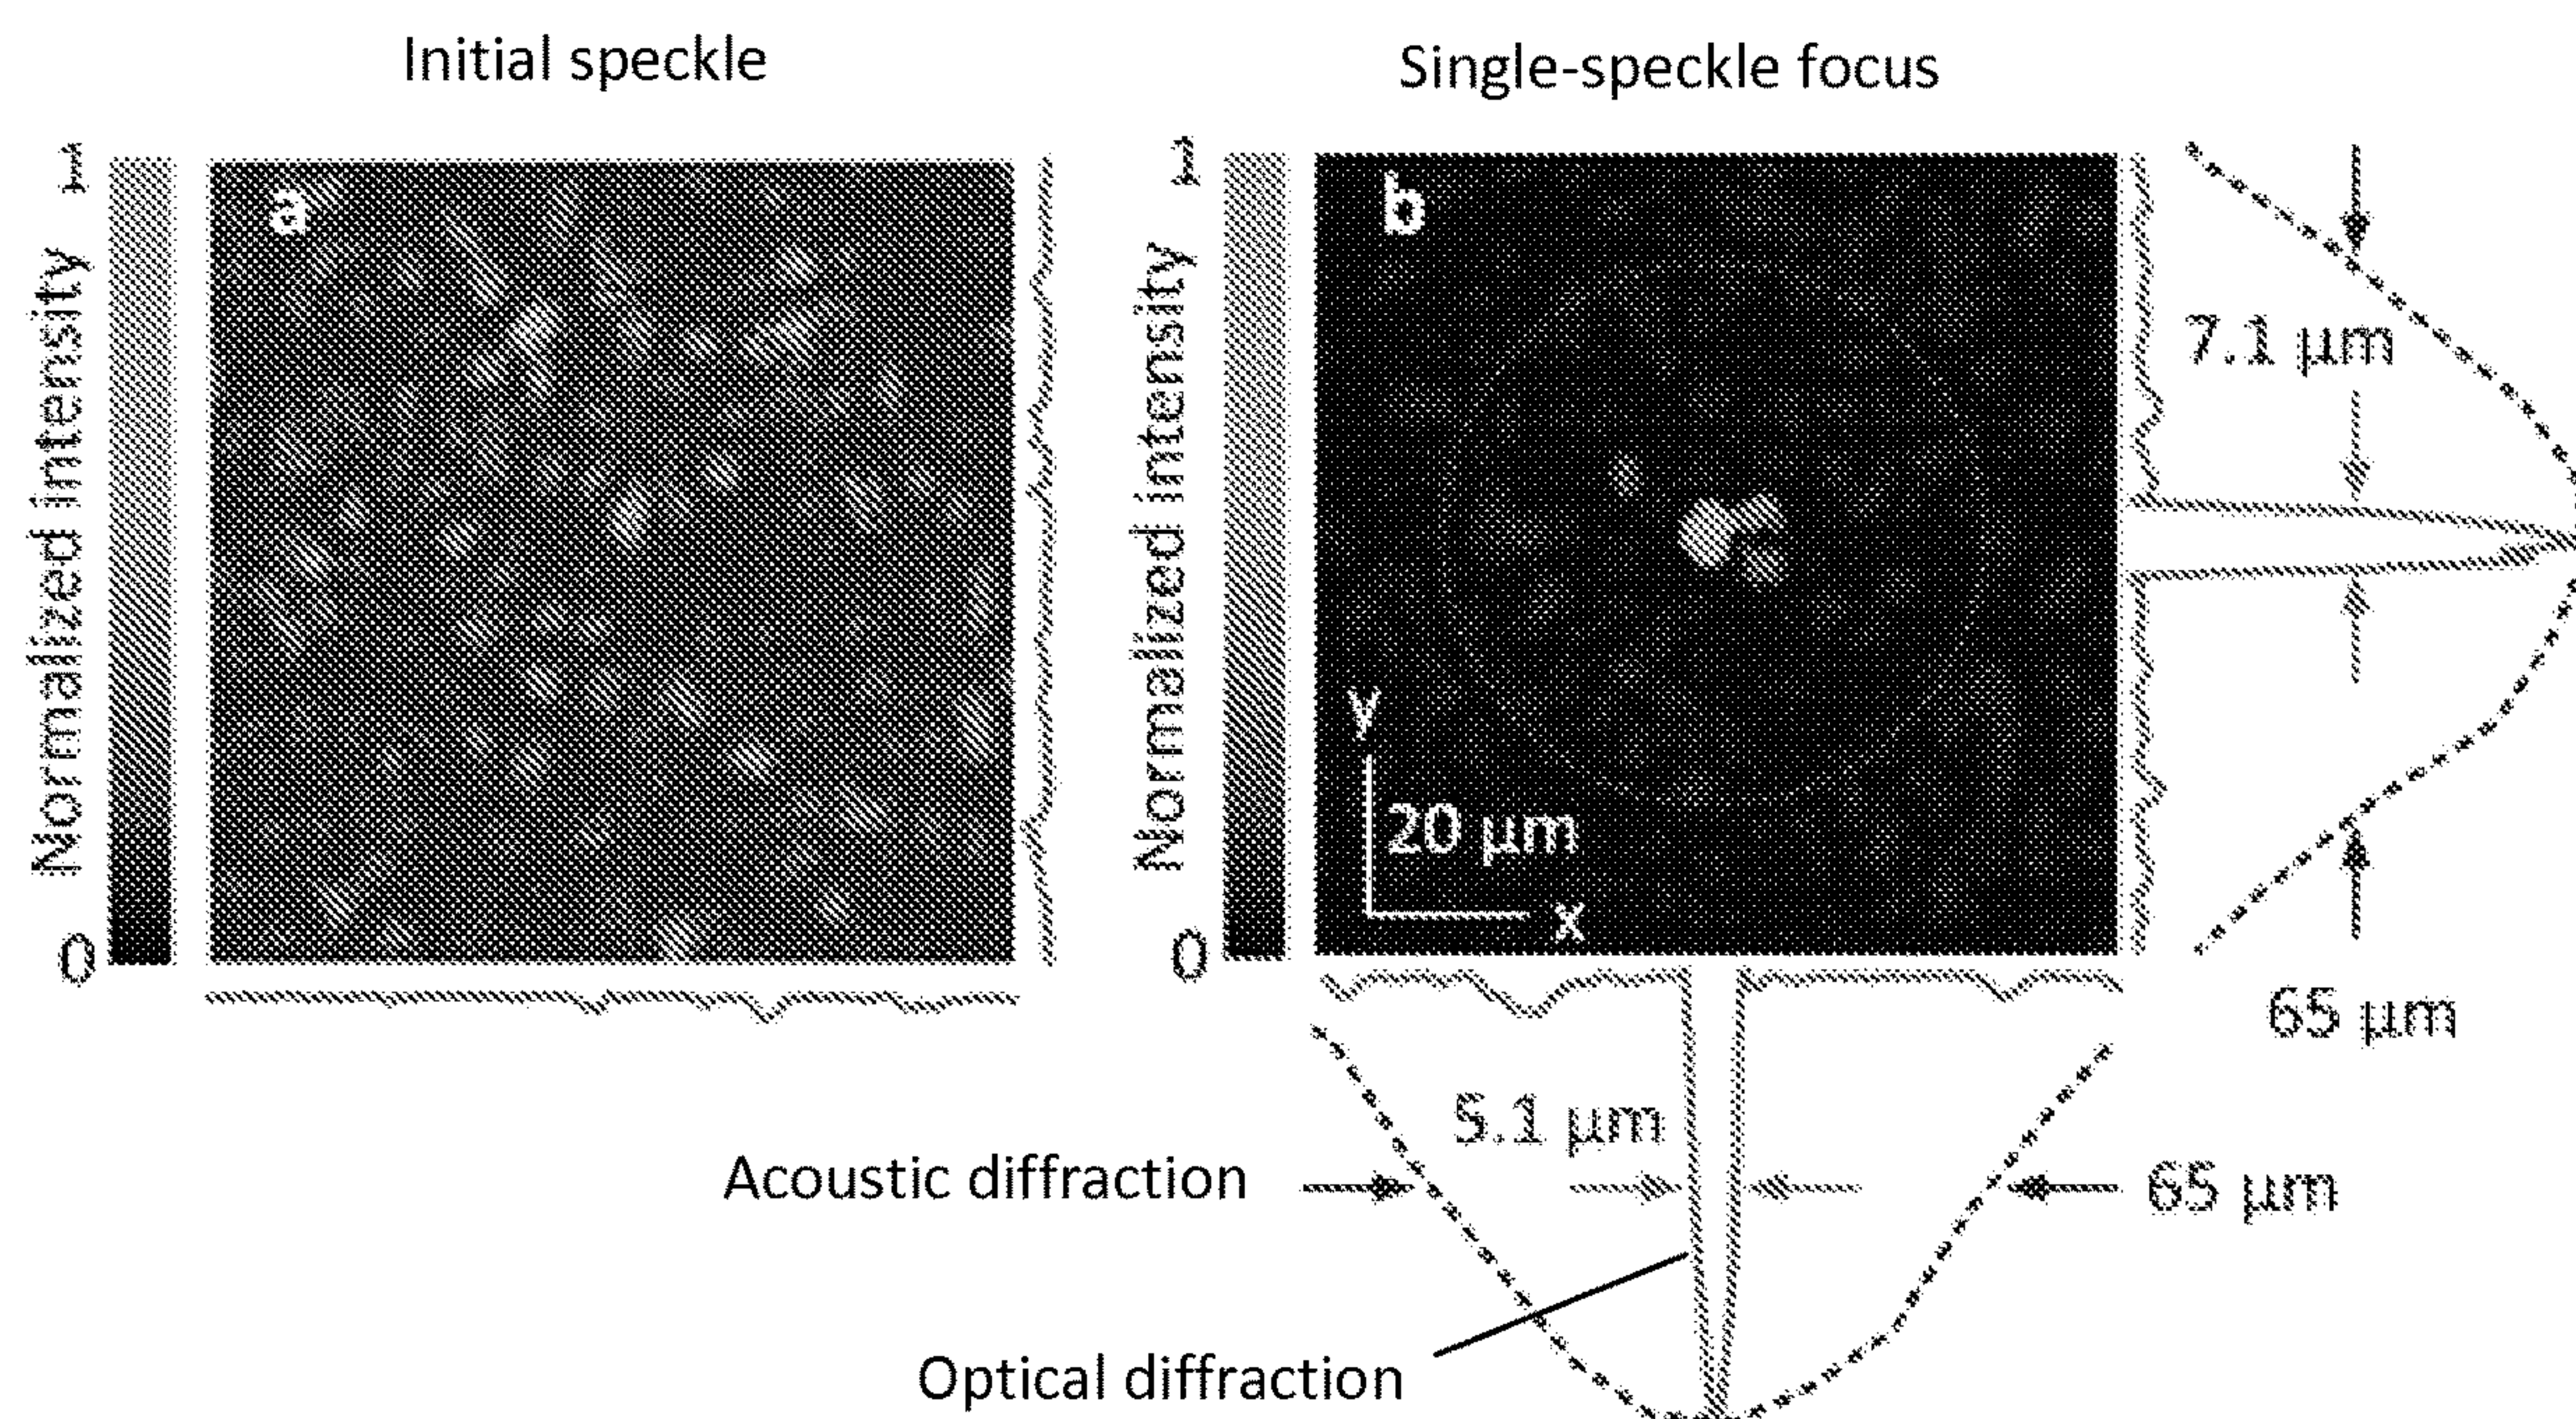 Initial speckle
Single-speckle focus
Normalized intensity
1
0
a
Normalized intensity
1
0
b
y
20 µm
x
7.1 µm
65 µm
5.1 µm
Acoustic diffraction
65 µm
Optical diffraction